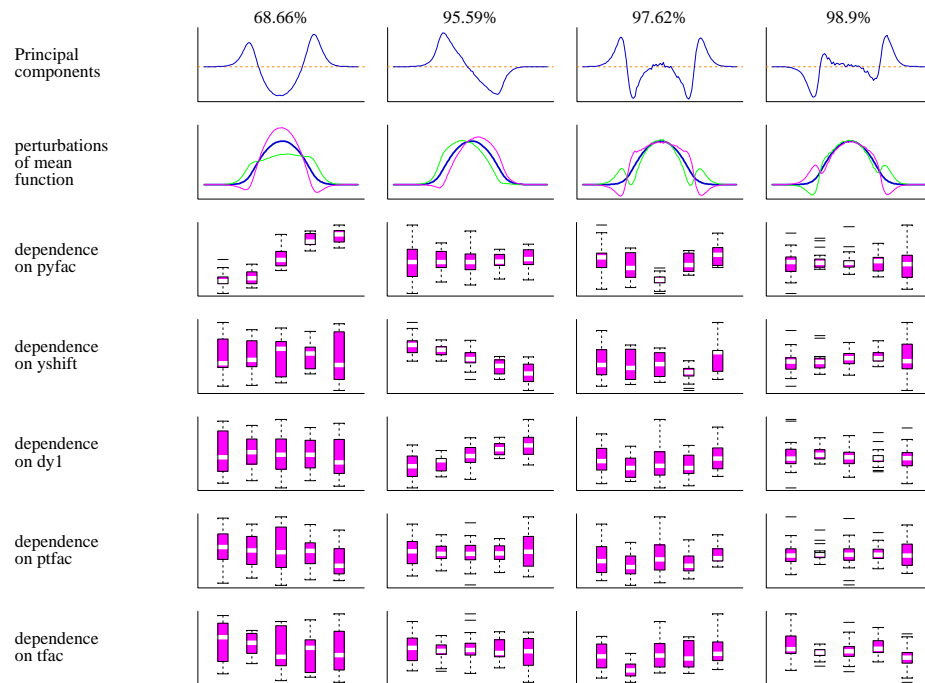 68.66% 95.59% 97.62% 98.9%
Principal
components
perturbations
of mean
function
dependence
on pyfac
dependence
on yshift
dependence
on dy1
dependence
on ptfac
dependence
on tfac